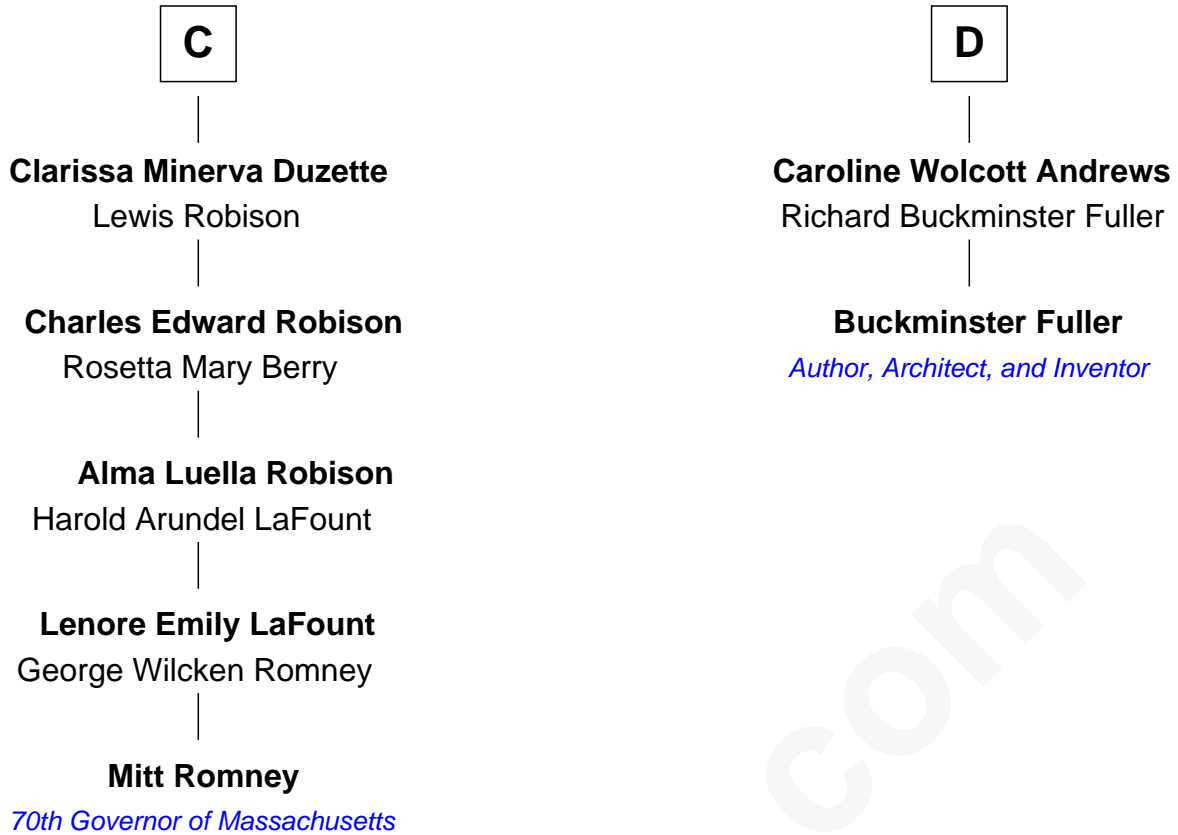 C
Clarissa Minerva Duzette
Lewis Robison
Charles Edward Robison
Rosetta Mary Berry
Alma Luella Robison
Harold Arundel LaFount
Lenore Emily LaFount
George Wilcken Romney
Mitt Romney
70th Governor of Massachusetts
D
Caroline Wolcott Andrews
Richard Buckminster Fuller
Buckminster Fuller
Author, Architect, and Inventor
com